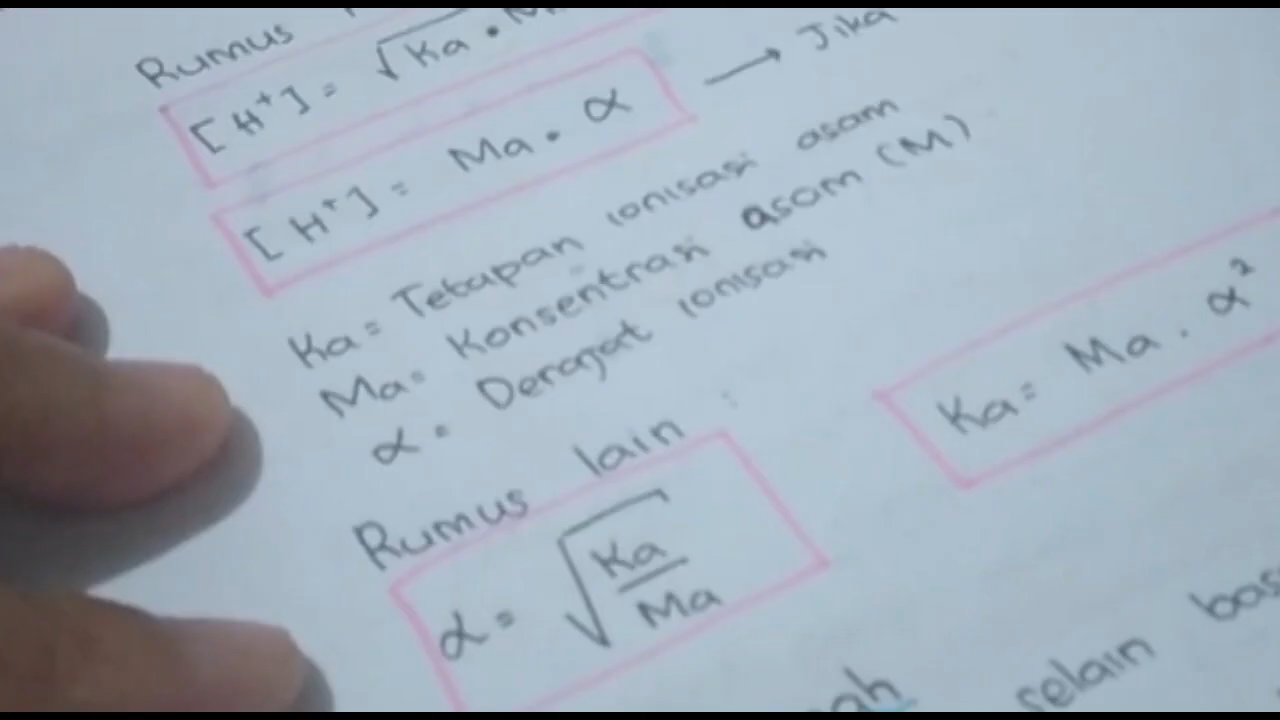 Rumus
[H⁺] = √Ka • M
[H⁺] = Ma • α → Jika
Ka = Tetapan ionisasi asam
Ma = Konsentrasi asam (M)
α = Derajat ionisasi
Rumus lain :
α = √Ka/Ma
Ka = Ma . α²
selain